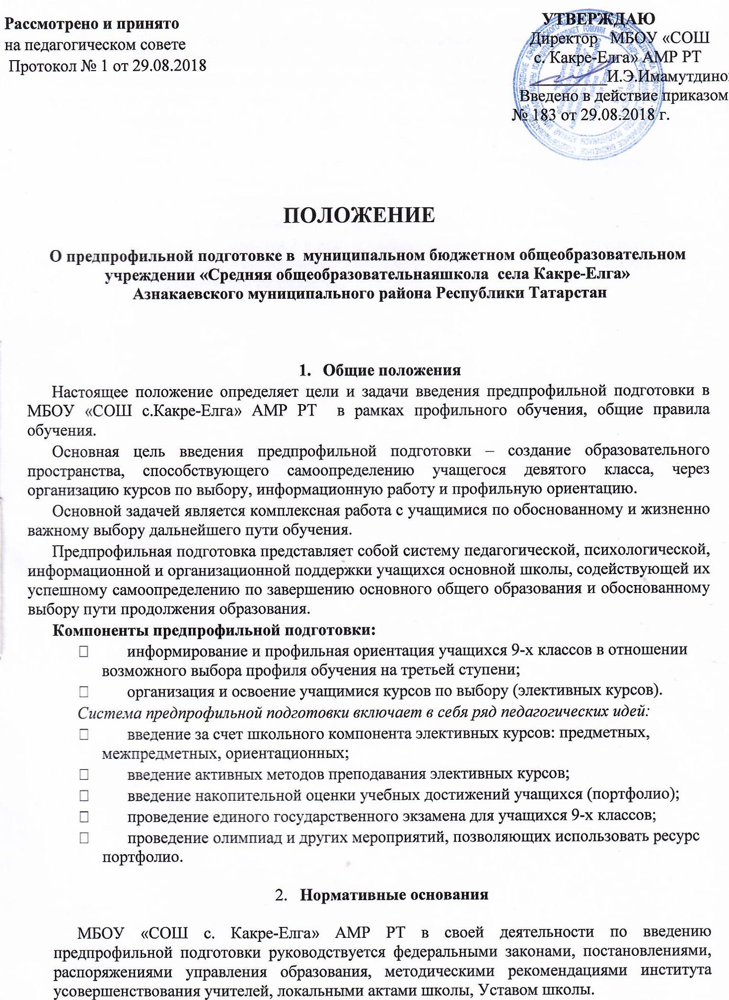 Рассмотрено и принято
на педагогическом совете
Протокол № 1 от 29.08.2018
УТВЕРЖДАЮ
Директор МБОУ «СОШ
с. Какре-Елга» АМР РТ
И.Э.Имамутдинов
Введено в действие приказом
№ 183 от 29.08.2018 г.
ПОЛОЖЕНИЕ
О предпрофильной подготовке в муниципальном бюджетном общеобразовательном
учреждении «Средняя общеобразовательнаяшкола села Какре-Елга»
Азнакаевского муниципального района Республики Татарстан
1. Общие положения
Настоящее положение определяет цели и задачи введения предпрофильной подготовки в
МБОУ «СОШ с.Какре-Елга» АМР РТ в рамках профильного обучения, общие правила
обучения.
Основная цель введения предпрофильной подготовки – создание образовательного
пространства, способствующего самоопределению учащегося девятого класса, через
организацию курсов по выбору, информационную работу и профильную ориентацию.
Основной задачей является комплексная работа с учащимися по обоснованному и жизненно
важному выбору дальнейшего пути обучения.
Предпрофильная подготовка представляет собой систему педагогической, психологической,
информационной и организационной поддержки учащихся основной школы, содействующей их
успешному самоопределению по завершению основного общего образования и обоснованному
выбору пути продолжения образования.
Компоненты предпрофильной подготовки:
информирование и профильная ориентация учащихся 9-х классов в отношении
возможного выбора профиля обучения на третьей ступени;
организация и освоение учащимися курсов по выбору (элективных курсов).
Система предпрофильной подготовки включает в себя ряд педагогических идей:
введение за счет школьного компонента элективных курсов: предметных,
межпредметных, ориентационных;
введение активных методов преподавания элективных курсов;
введение накопительной оценки учебных достижений учащихся (портфолио);
проведение единого государственного экзамена для учащихся 9-х классов;
проведение олимпиад и других мероприятий, позволяющих использовать ресурс
портфолио.
2. Нормативные основания
МБОУ «СОШ с. Какре-Елга» АМР РТ в своей деятельности по введению
предпрофильной подготовки руководствуется федеральными законами, постановлениями,
распоряжениями управления образования, методическими рекомендациями института
усовершенствования учителей, локальными актами школы, Уставом школы.